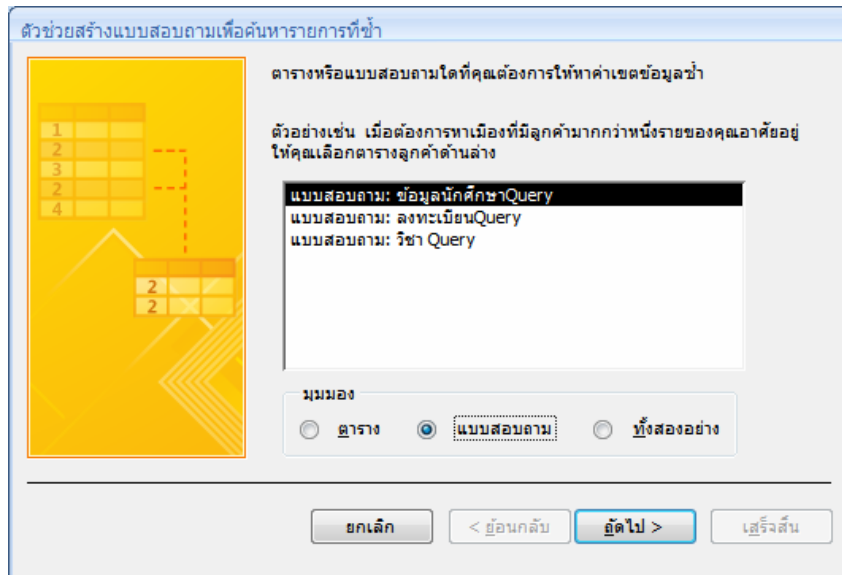 ตัวช่วยสร้างแบบสอบถามเพื่อค้นหารายการที่ซ้ำ
1
2
3
2
4
2
2
ตารางหรือแบบสอบถามใดที่คุณต้องการให้หาค่าเขตข้อมูลซ้ำ
ตัวอย่างเช่น เมื่อต้องการหาเมืองที่มีลูกค้ามากกว่าหนึ่งรายของคุณอาศัยอยู่
ให้คุณเลือกตารางลูกค้าด้านล่าง
แบบสอบถาม: ข้อมูลนักศึกษาQuery
แบบสอบถาม: ลงทะเบียนQuery
แบบสอบถาม: วิชา Query
มุมมอง
ตาราง แบบสอบถาม ทั้งสองอย่าง
ยกเลิก < ย้อนกลับ ถัดไป > เสร็จสิ้น